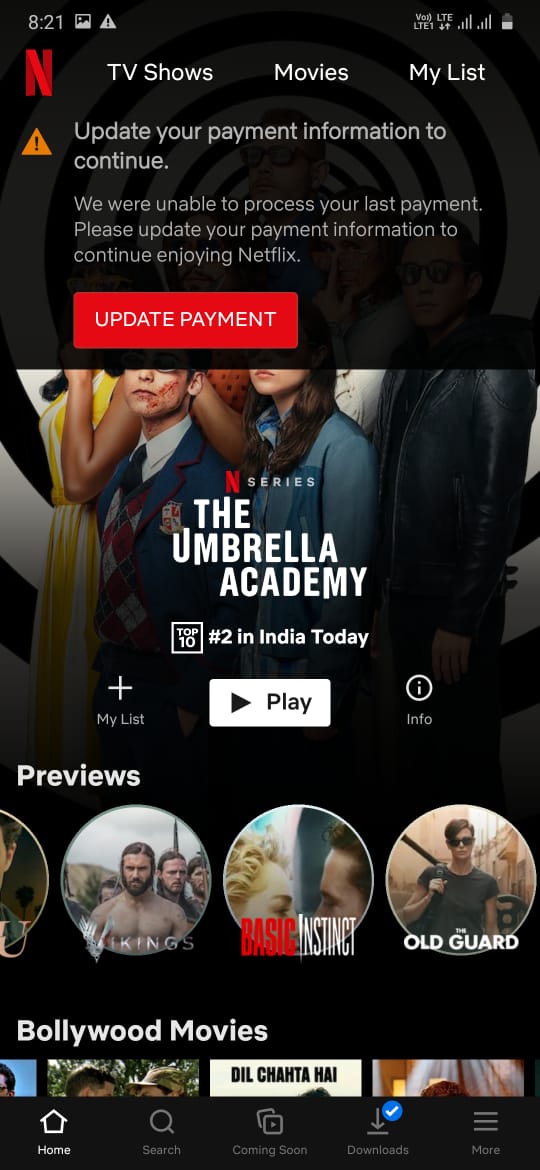 8:21
Vo)) LTE
LTE1
N
TV Shows Movies My List
Update your payment information to
continue.
We were unable to process your last payment.
Please update your payment information to
continue enjoying Netflix.
UPDATE PAYMENT
N SERIES
THE
UMBRELLA
ACADEMY
TOP
10
#2 in India Today
My List
Play
Info
Previews
U
VIKINGS
BASIC INSTINCT
THE
OLD GUARD
Bollywood Movies
DIL CHAHTA HAI
Home Search Coming Soon Downloads More